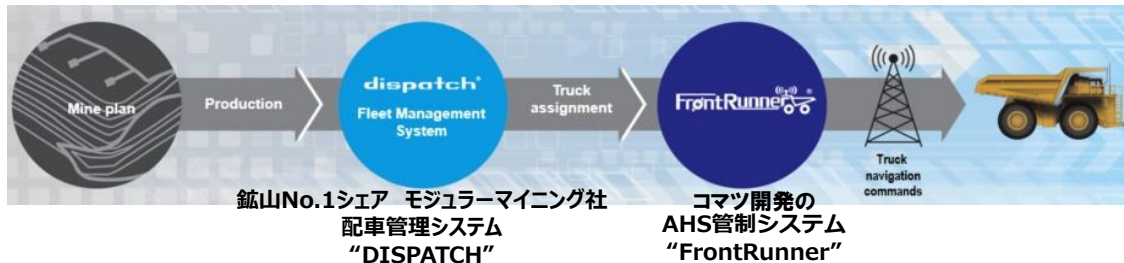 Mine plan
Production
dispatch®
Fleet Management
System
Truck
assignment
FrontRunner®
Truck
navigation
commands
鉱山No.1シェア　モジュラーマイニング社
配車管理システム
“DISPATCH”
コマツ開発の
AHS管制システム
“FrontRunner”